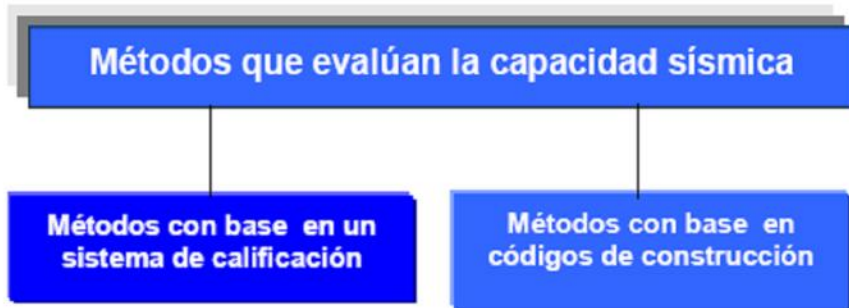 Métodos que evalúan la capacidad sísmica
Métodos con base en un
sistema de calificación
Métodos con base en
códigos de construcción